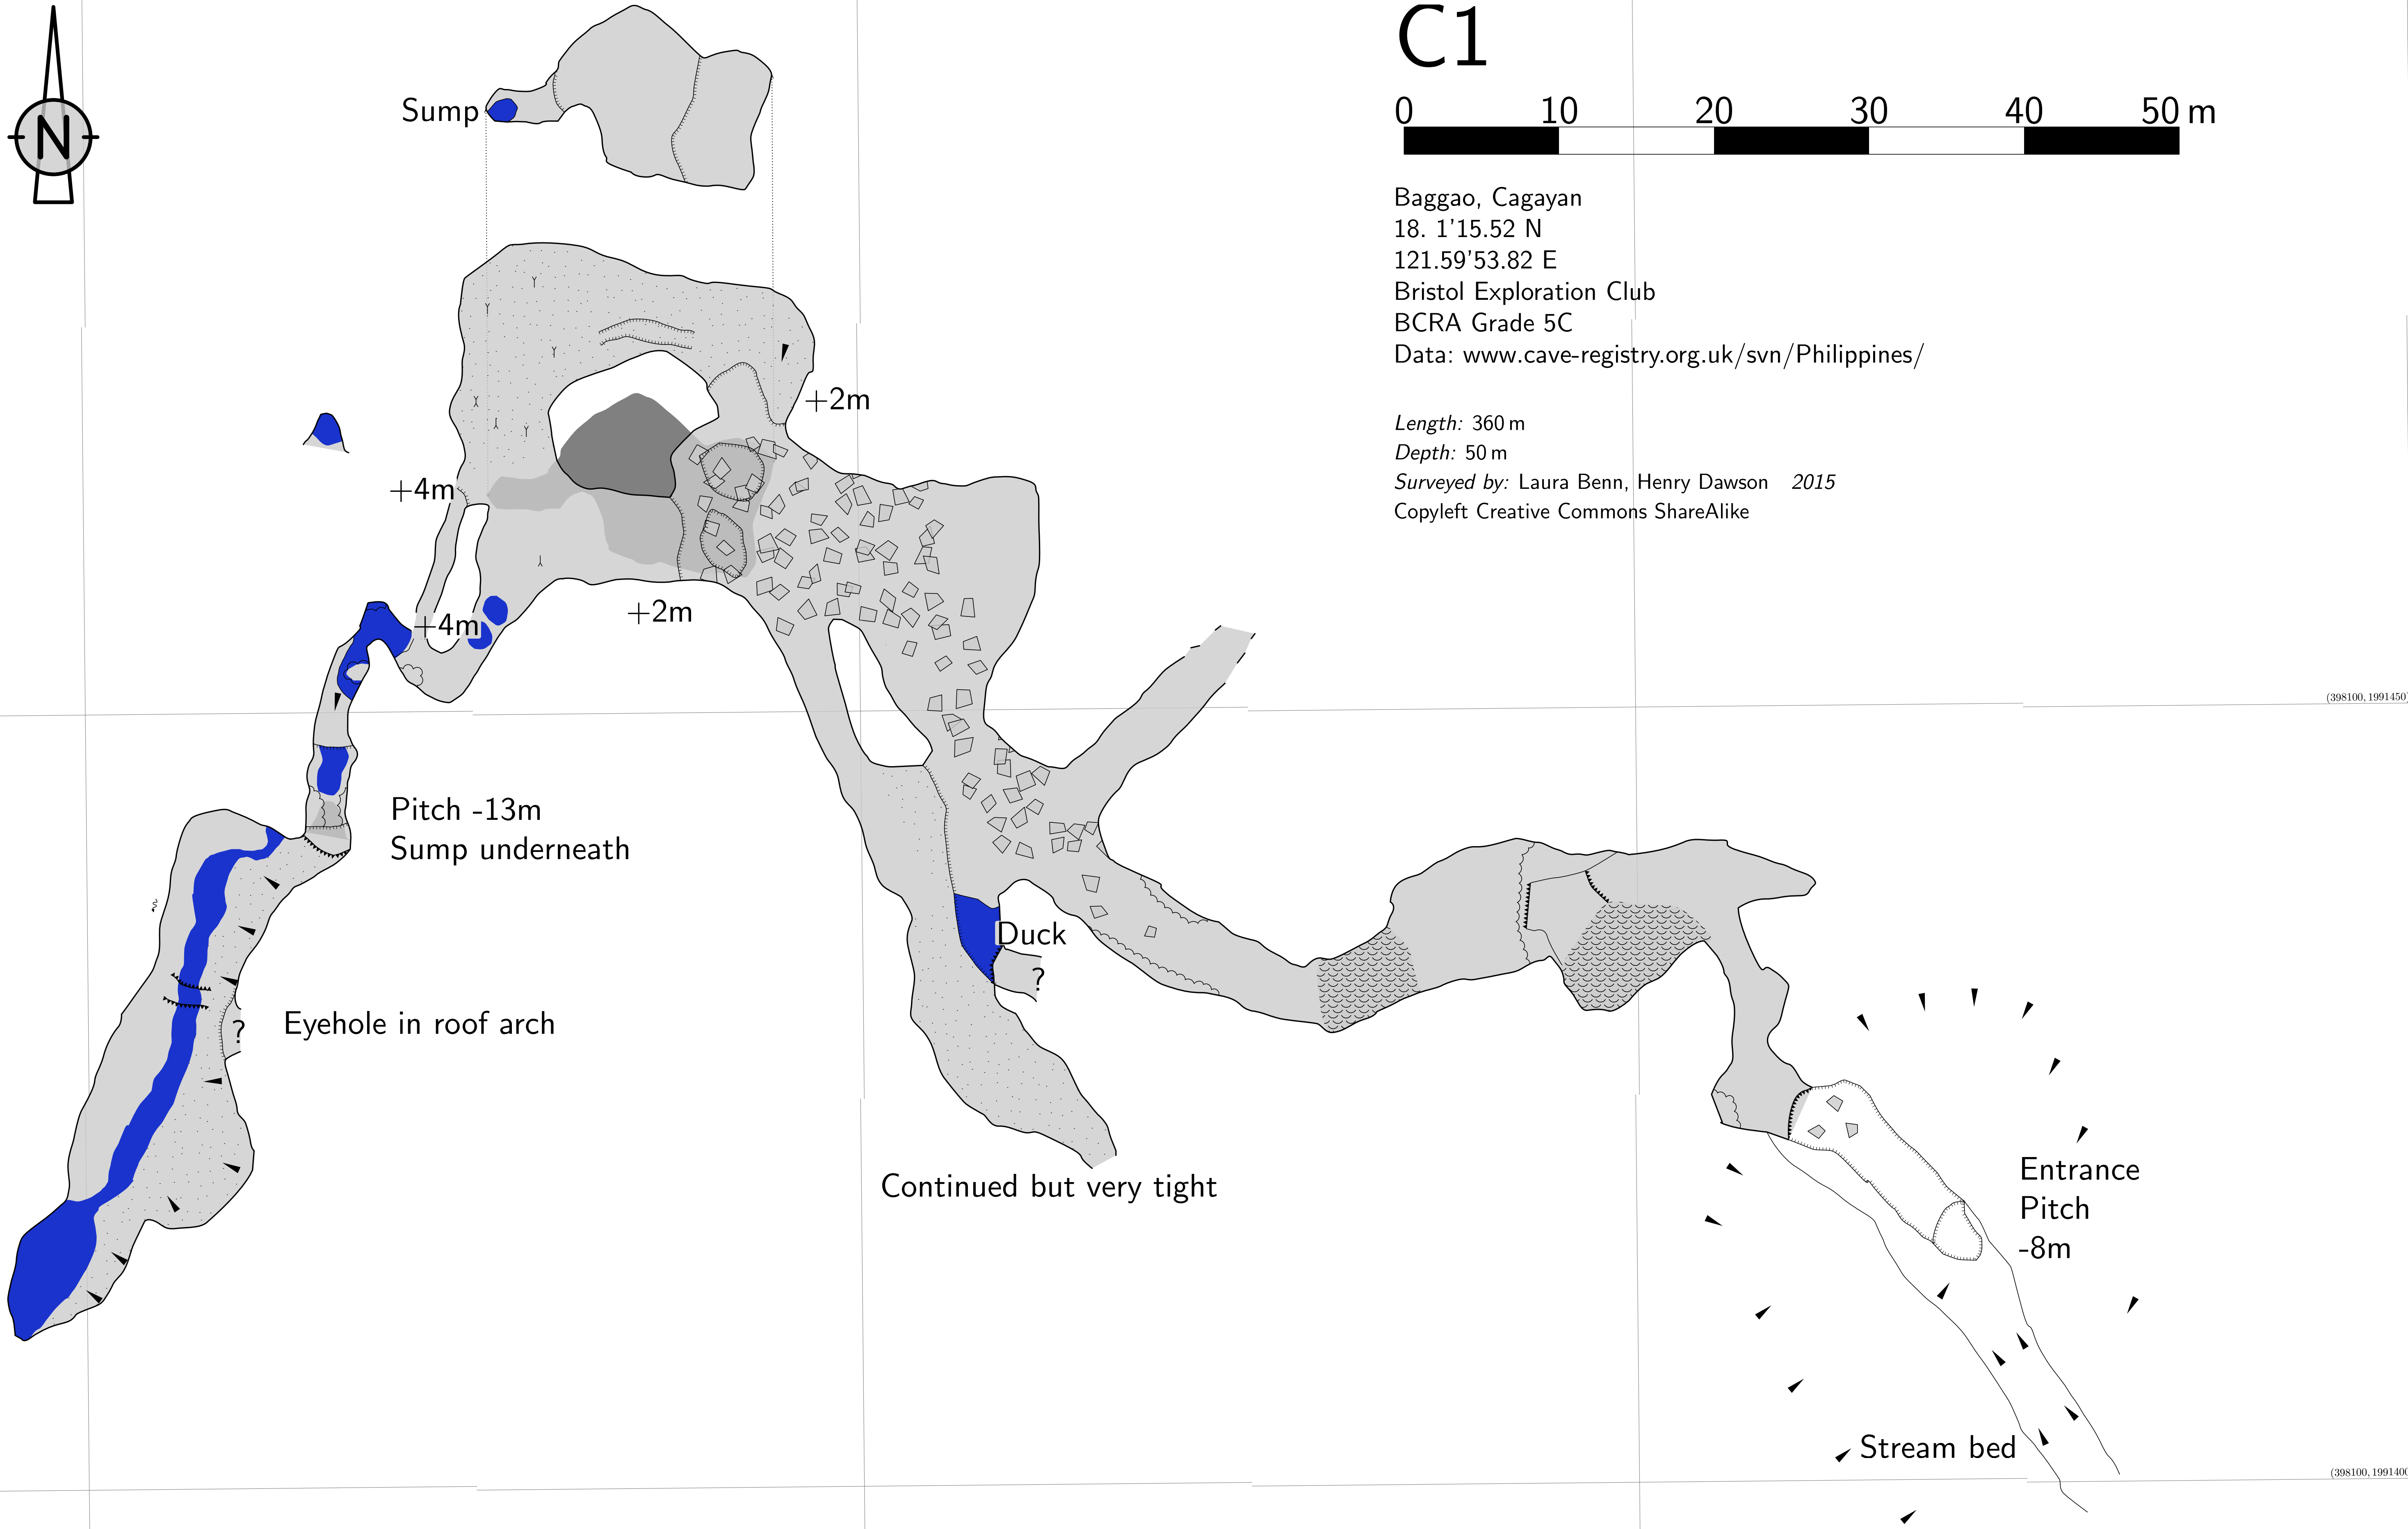 C1
N
Sump
0 10 20 30 40 50 m
Baggao, Cagayan
18. 1'15.52 N
121.59'53.82 E
Bristol Exploration Club
BCRA Grade 5C
Data: www.cave-registry.org.uk/svn/Philippines/
Length: 360 m
Depth: 50 m
Surveyed by: Laura Benn, Henry Dawson 2015
Copyleft Creative Commons ShareAlike
+2m
+4m
+4m
+2m
(398100, 1991450)
Pitch -13m
Sump underneath
Duck
?
Eyehole in roof arch
?
Continued but very tight
Entrance
Pitch
-8m
Stream bed
(398100, 1991400